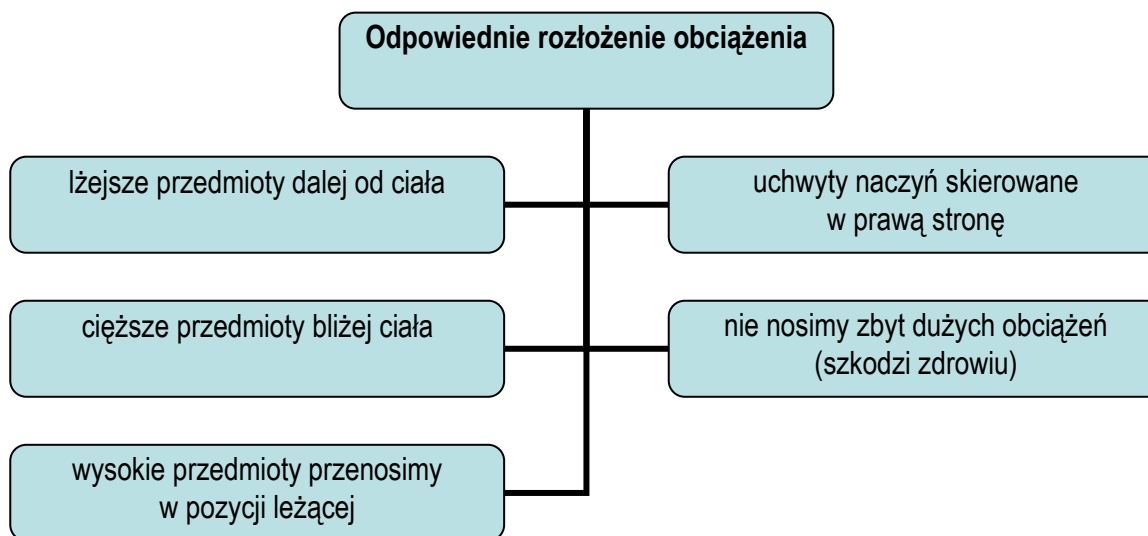 Odpowiednie rozłożenie obciążenia
lżejsze przedmioty dalej od ciała
uchwyty naczyń skierowane
w prawą stronę
cięższe przedmioty bliżej ciała
nie nosimy zbyt dużych obciążeń
(szkodzi zdrowiu)
wysokie przedmioty przenosimy
w pozycji leżącej